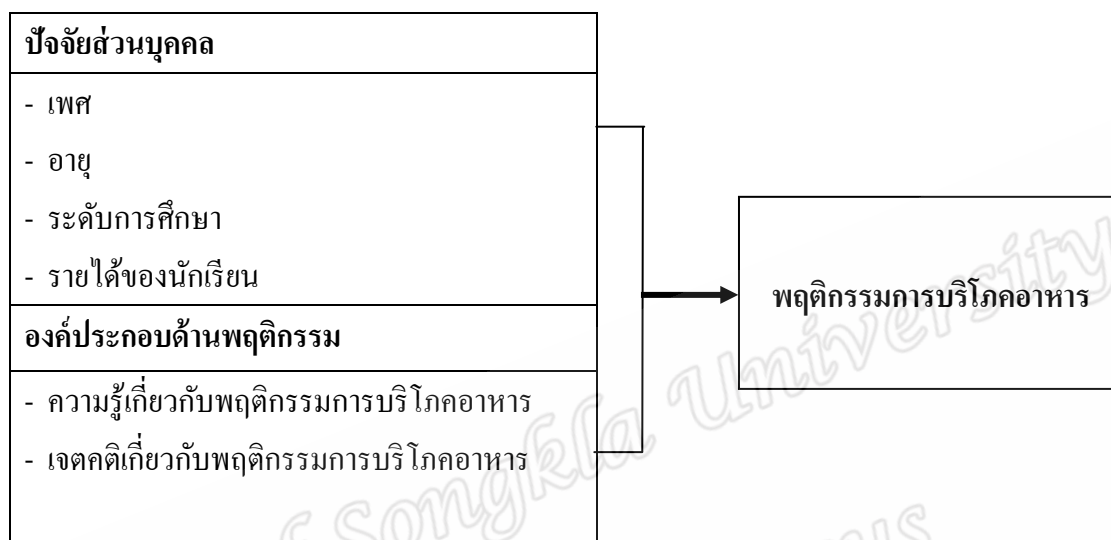 ปัจจัยส่วนบุคคล
- เพศ
- อายุ
- ระดับการศึกษา
- รายได้ของนักเรียน
องค์ประกอบด้านพฤติกรรม
- ความรู้เกี่ยวกับพฤติกรรมการบริโภคอาหาร
- เจตคติเกี่ยวกับพฤติกรรมการบริโภคอาหาร
พฤติกรรมการบริโภคอาหาร
f Songkla University